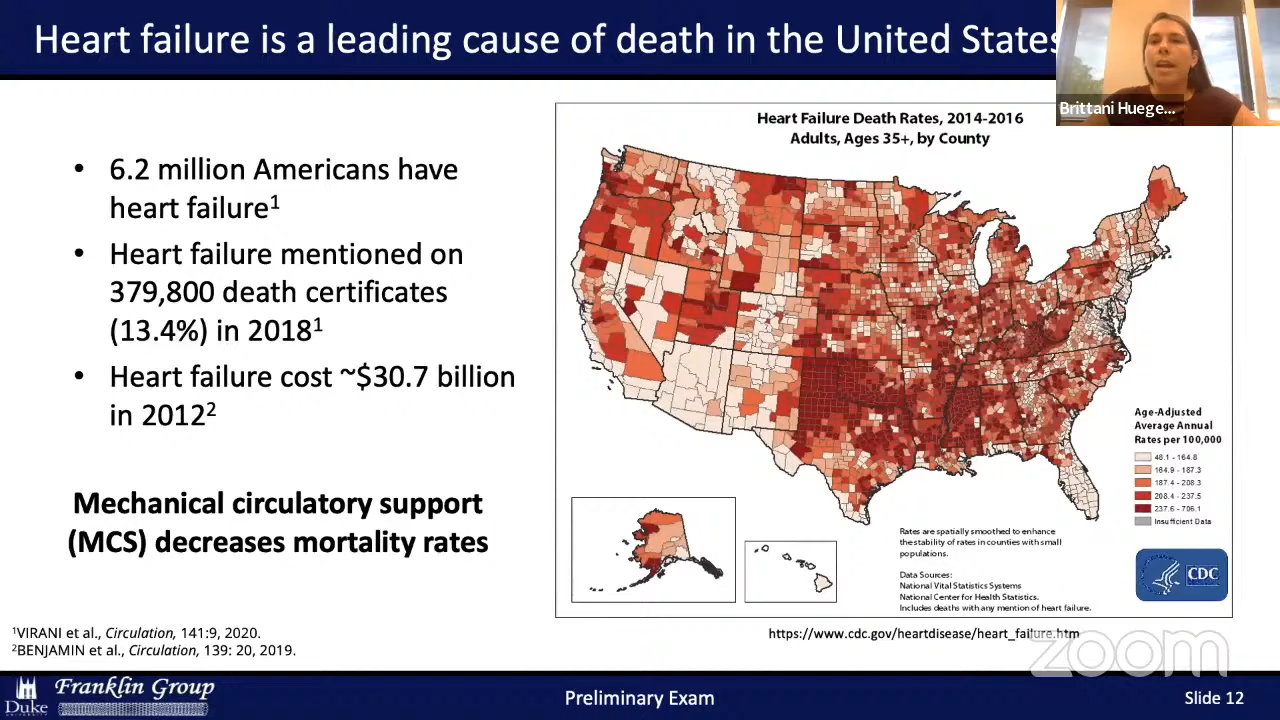 Heart failure is a leading cause of death in the United States
Brittani Huege...
• 6.2 million Americans have
heart failure1
• Heart failure mentioned on
379,800 death certificates
(13.4%) in 20181
• Heart failure cost ~$30.7 billion
in 20122
Mechanical circulatory support
(MCS) decreases mortality rates
Heart Failure Death Rates, 2014-2016
Adults, Ages 35+, by County
Age-Adjusted
Average Annual
Rates per 100,000
48.1 - 164.8
164.9 - 187.3
187.4 - 208.3
208.4 - 237.5
237.6 - 706.1
Insufficient Data
Rates are spatially smoothed to enhance
the stability of rates in counties with small
populations.
Data Sources:
National Vital Statistics Systems
National Center for Health Statistics.
Includes deaths with any mention of heart failure.
CDC
https://www.cdc.gov/heartdisease/heart_failure.htm
zoom
1VIRANI et al., Circulation, 141:9, 2020.
2BENJAMIN et al., Circulation, 139: 20, 2019.
Duke
Franklin Group
Preliminary Exam
Slide 12